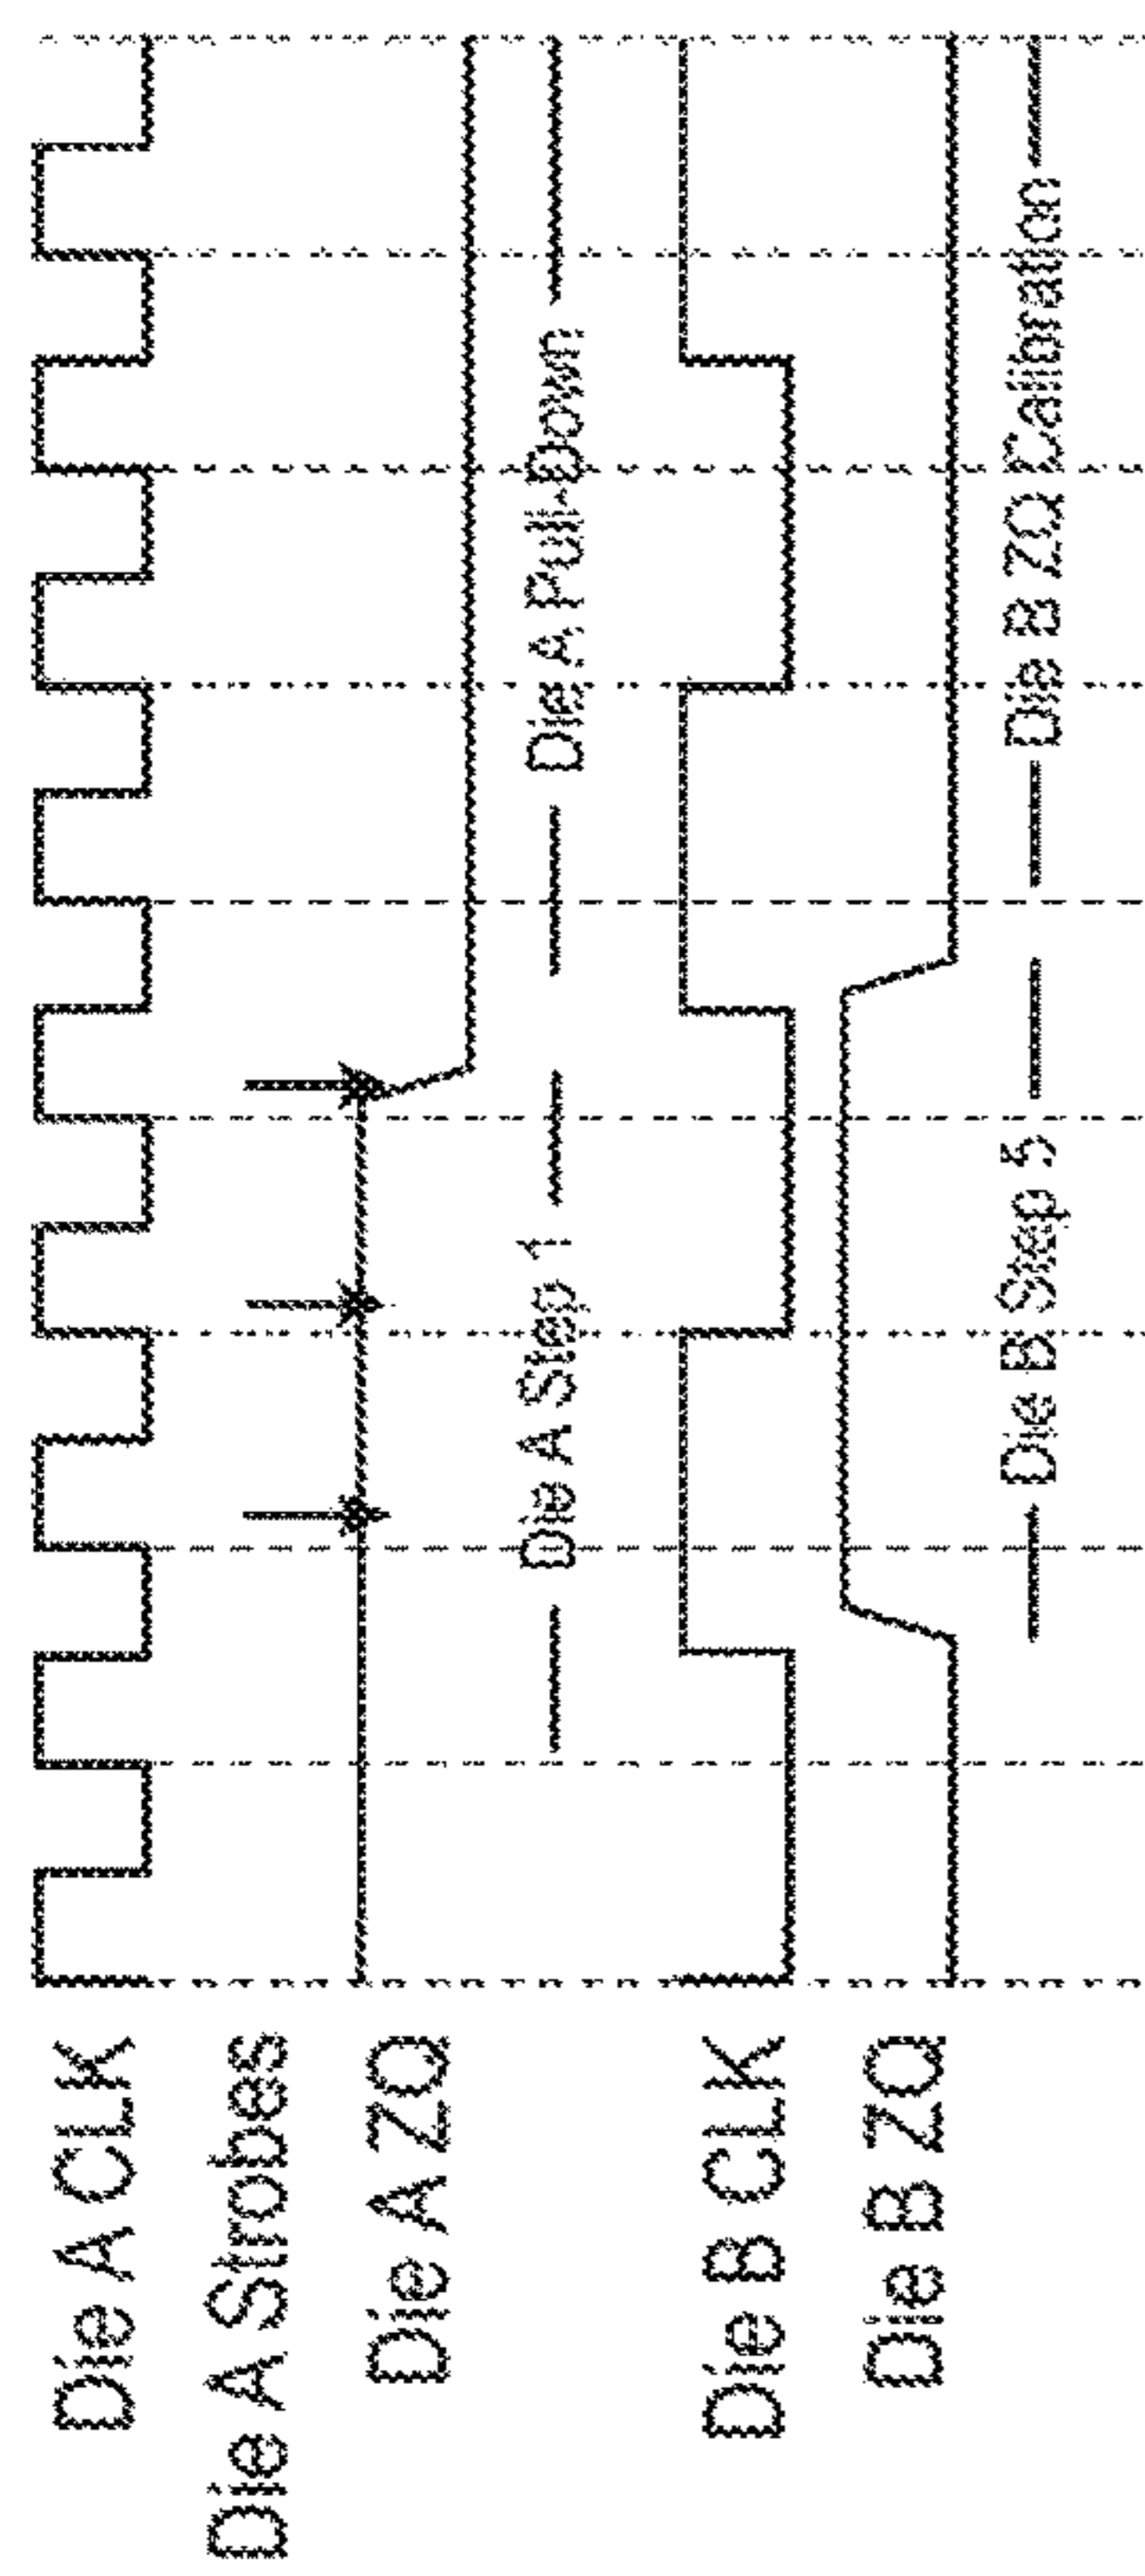 Die A CLK
Die A Strobes
Die A ZQ
Die A Step 1
Die A Pull-Down
Die B CLK
Die B ZQ
Die B Step 5
Die B ZQ Calibration